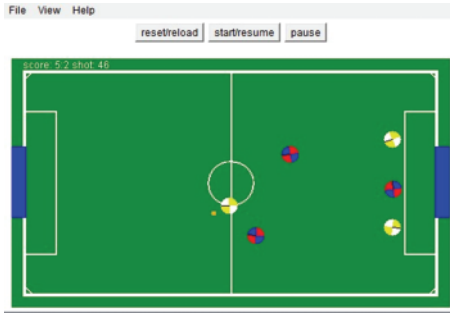 File View Help
reset/reload start/resume pause
score: 5:2 shot: 46